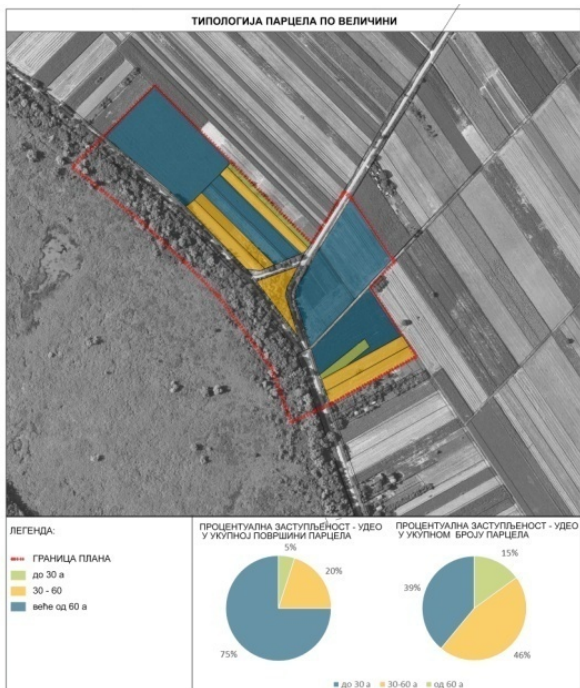 ТИПОЛОГИЈА ПАРЦЕЛА ПО ВЕЛИЧИНИ
ЛЕГЕНДА:
ГРАНИЦА ПЛАНА
до 30 а
30 - 60
веће од 60 а
ПРОЦЕНТУАЛНА ЗАСТУПЉЕНОСТ - УДЕО
У УКУПНОЈ ПОВРШИНИ ПАРЦЕЛА
5%
20%
75%
ПРОЦЕНТУАЛНА ЗАСТУПЉЕНОСТ - УДЕО
У УКУПНОМ БРОЈУ ПАРЦЕЛА
15%
39%
46%
до 30 а 30-60 а од 60 а